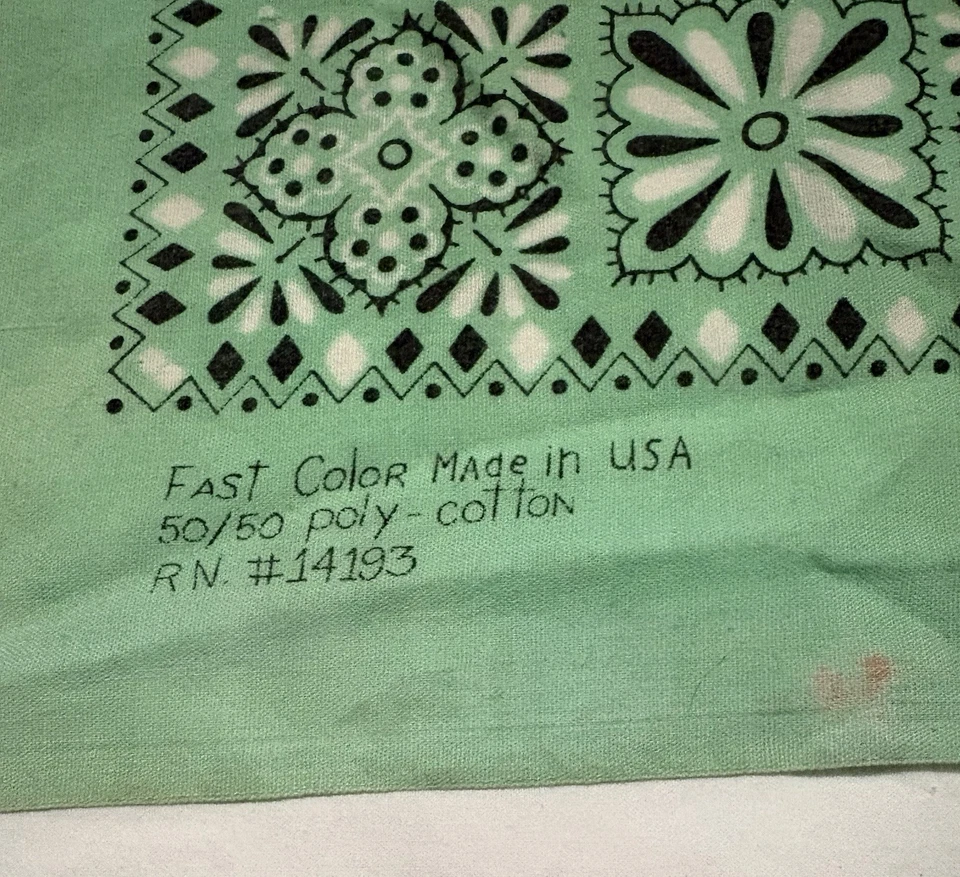 FAST COLOR MADE in USA
50/50 poly-cotton
RN. #14193